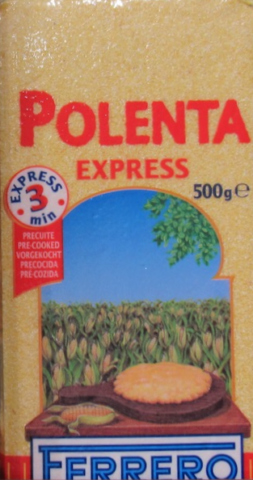 POLENTA
EXPRESS
500g℮
EXPRESS
3
min
PRECUITE
PRE-COOKED
VORGEKOCHT
PRECOCIDA
PRÉ-COZIDA
FERRERO